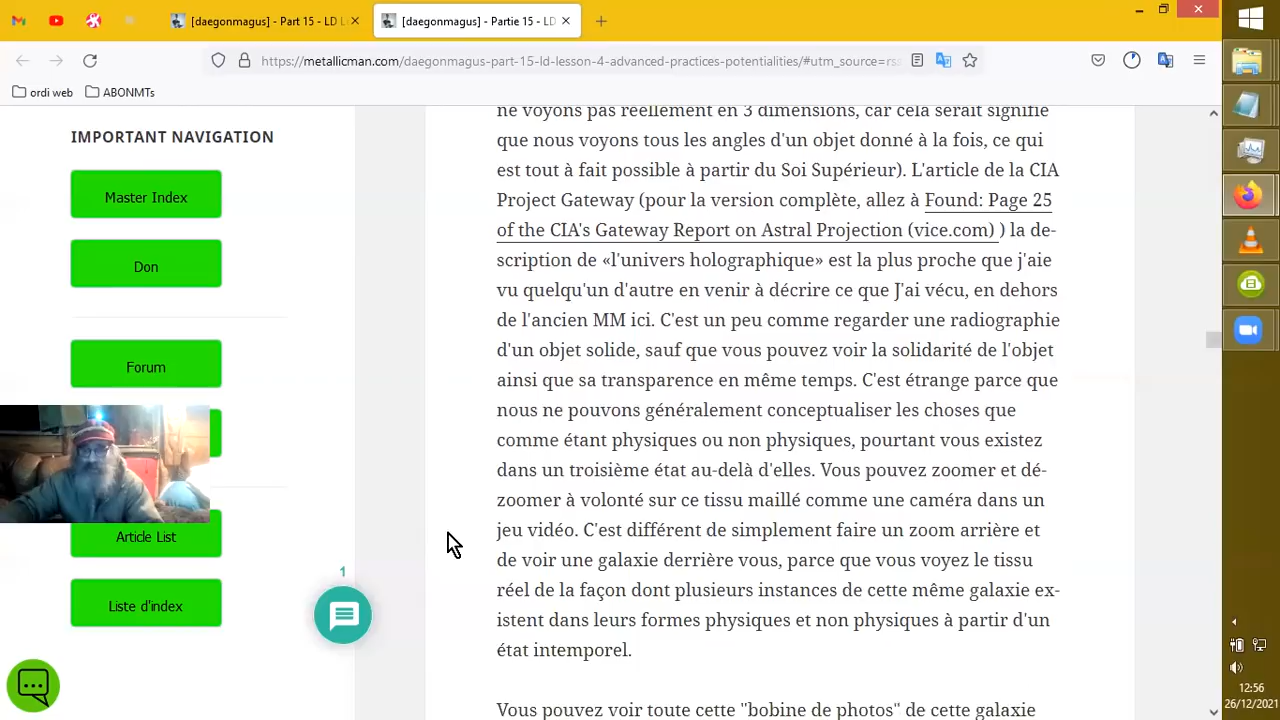 [daegonmagus] - Part 15 - LD L
[daegonmagus] - Partie 15 - LD
https://metallicman.com/daegonmagus-part-15-ld-lesson-4-advanced-practices-potentialities/#utm_source=rss
ordi web
ABONMTs
IMPORTANT NAVIGATION
Master Index
Don
Forum
Article List
Liste d'index
1
ne voyons pas réellement en 3 dimensions, car cela serait signifie
que nous voyons tous les angles d'un objet donné à la fois, ce qui
est tout à fait possible à partir du Soi Supérieur). L'article de la CIA
Project Gateway (pour la version complète, allez à Found: Page 25
of the CIA's Gateway Report on Astral Projection (vice.com) ) la de-
scription de «l'univers holographique» est la plus proche que j'aie
vu quelqu'un d'autre en venir à décrire ce que J'ai vécu, en dehors
de l'ancien MM ici. C'est un peu comme regarder une radiographie
d'un objet solide, sauf que vous pouvez voir la solidarité de l'objet
ainsi que sa transparence en même temps. C'est étrange parce que
nous ne pouvons généralement conceptualiser les choses que
comme étant physiques ou non physiques, pourtant vous existez
dans un troisième état au-delà d'elles. Vous pouvez zoomer et dé-
zoomer à volonté sur ce tissu maillé comme une caméra dans un
jeu vidéo. C'est différent de simplement faire un zoom arrière et
de voir une galaxie derrière vous, parce que vous voyez le tissu
réel de la façon dont plusieurs instances de cette même galaxie ex-
istent dans leurs formes physiques et non physiques à partir d'un
état intemporel.
Vous pouvez voir toute cette "bobine de photos" de cette galaxie
12:56
26/12/2021